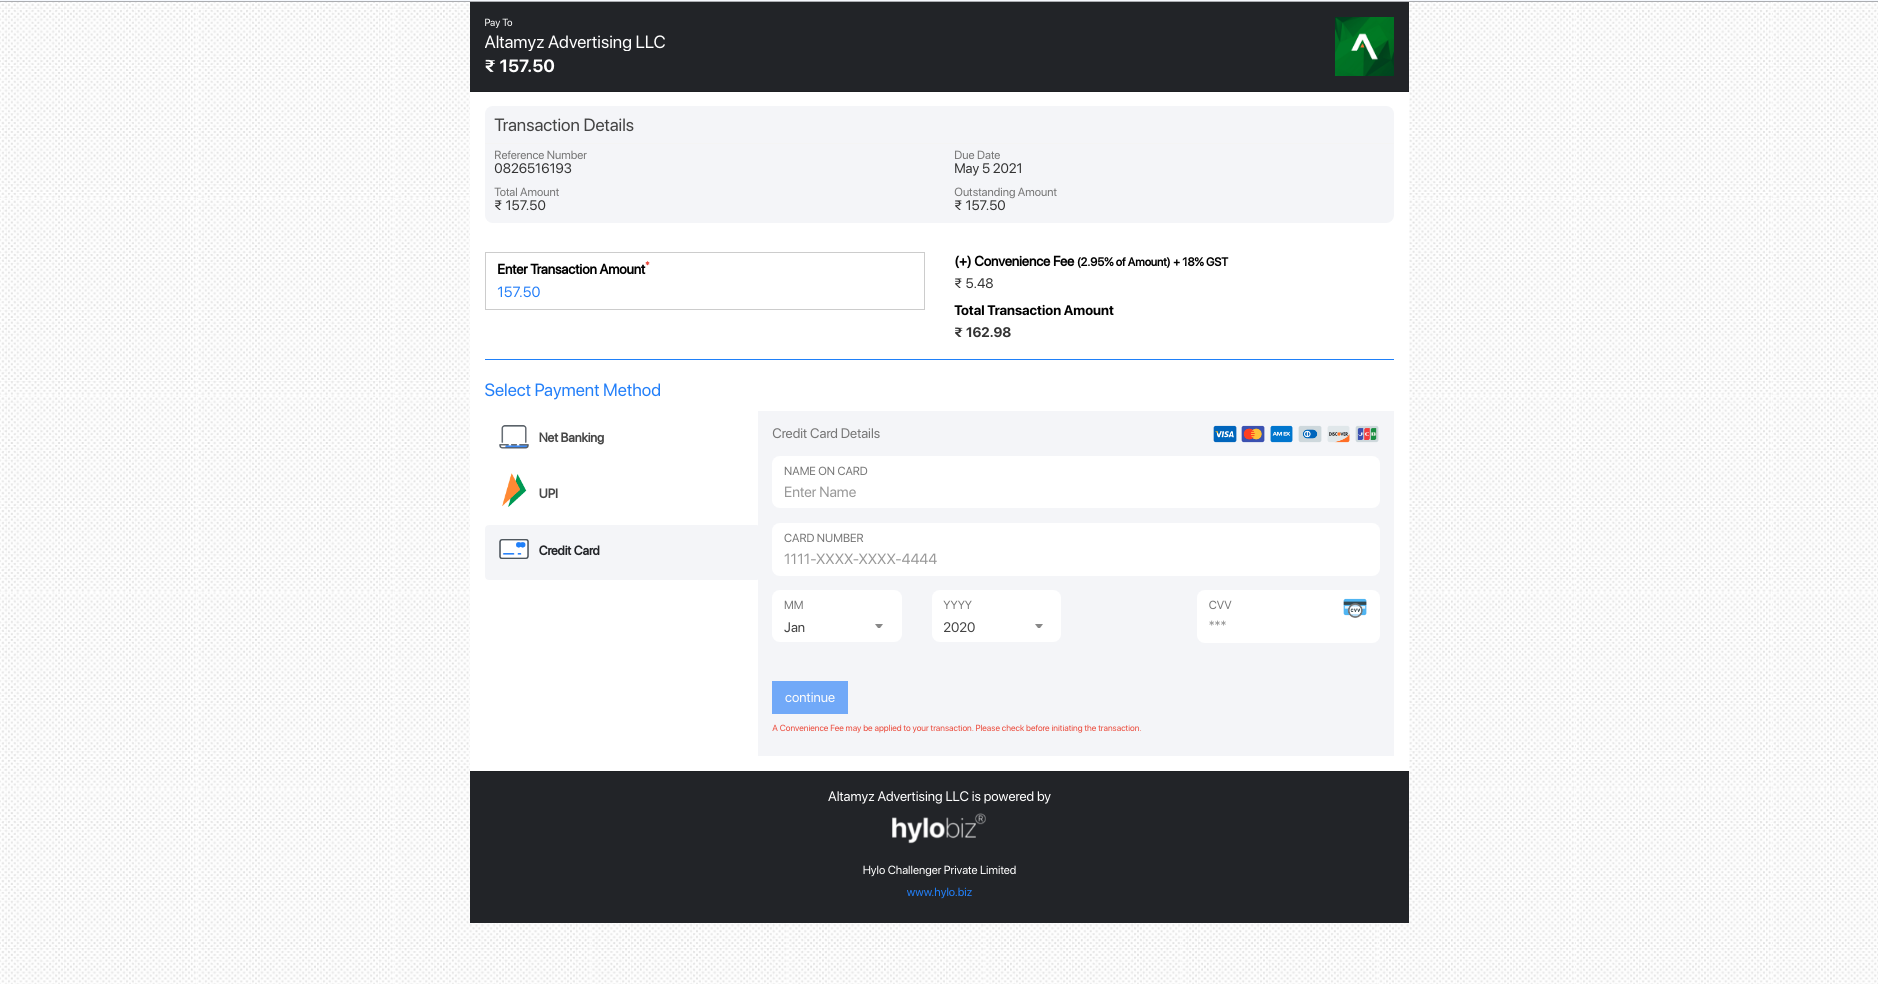 Pay To
Altamyz Advertising LLC
₹ 157.50
Transaction Details
Reference Number
0826516193
Due Date
May 5 2021
Total Amount
₹ 157.50
Outstanding Amount
₹ 157.50
Enter Transaction Amount*
157.50
(+) Convenience Fee (2.95% of Amount) + 18% GST
₹ 5.48
Total Transaction Amount
₹ 162.98
Select Payment Method
Net Banking
UPI
Credit Card
Credit Card Details
VISA
AMEX
DISCOVER
JCB
NAME ON CARD
Enter Name
CARD NUMBER
1111-XXXX-XXXX-4444
MM
Jan
YYYY
2020
CVV
***
CVV
continue
A Convenience Fee may be applied to your transaction. Please check before initiating the transaction.
Altamyz Advertising LLC is powered by
hylobiz®
Hylo Challenger Private Limited
www.hylo.biz